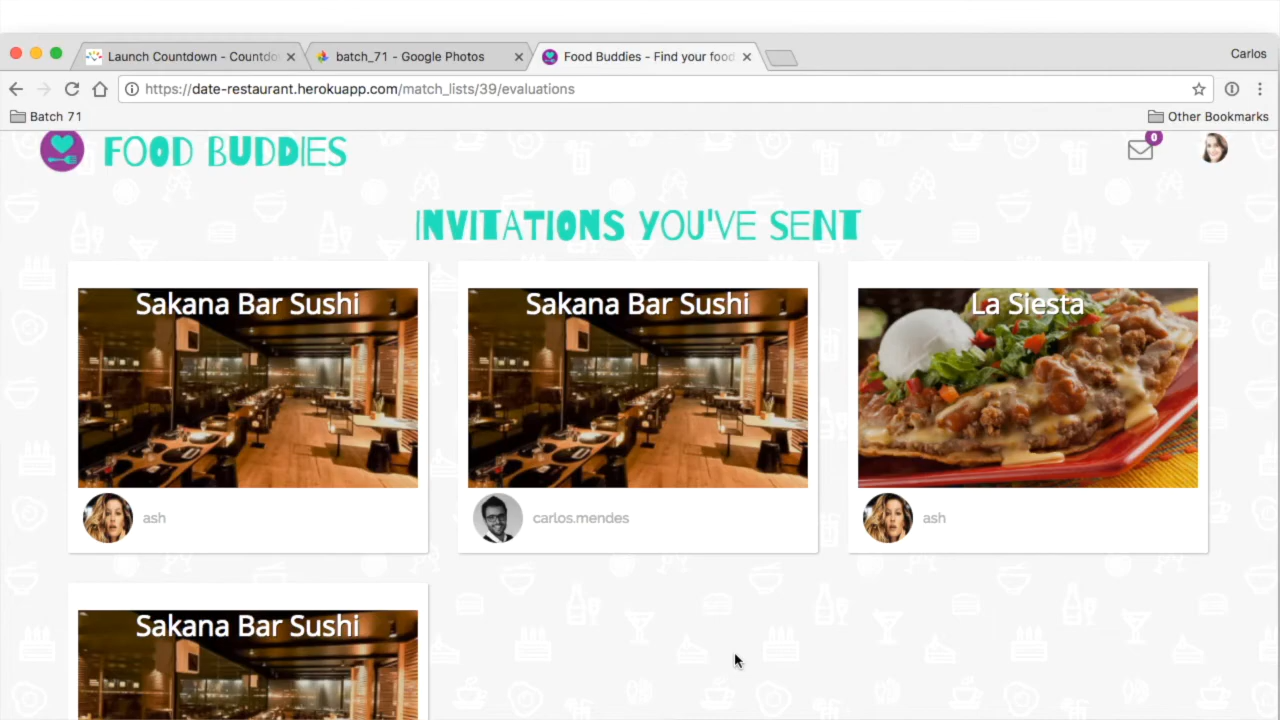 Launch Countdown - Countdo
batch_71 - Google Photos
Food Buddies - Find your food
Carlos
https://date-restaurant.herokuapp.com/match_lists/39/evaluations
Batch 71
Other Bookmarks
FOOD BUDDIES
0
INVITATIONS YOU'VE SENT
Sakana Bar Sushi
Sakana Bar Sushi
La Siesta
ash
carlos.mendes
ash
Sakana Bar Sushi